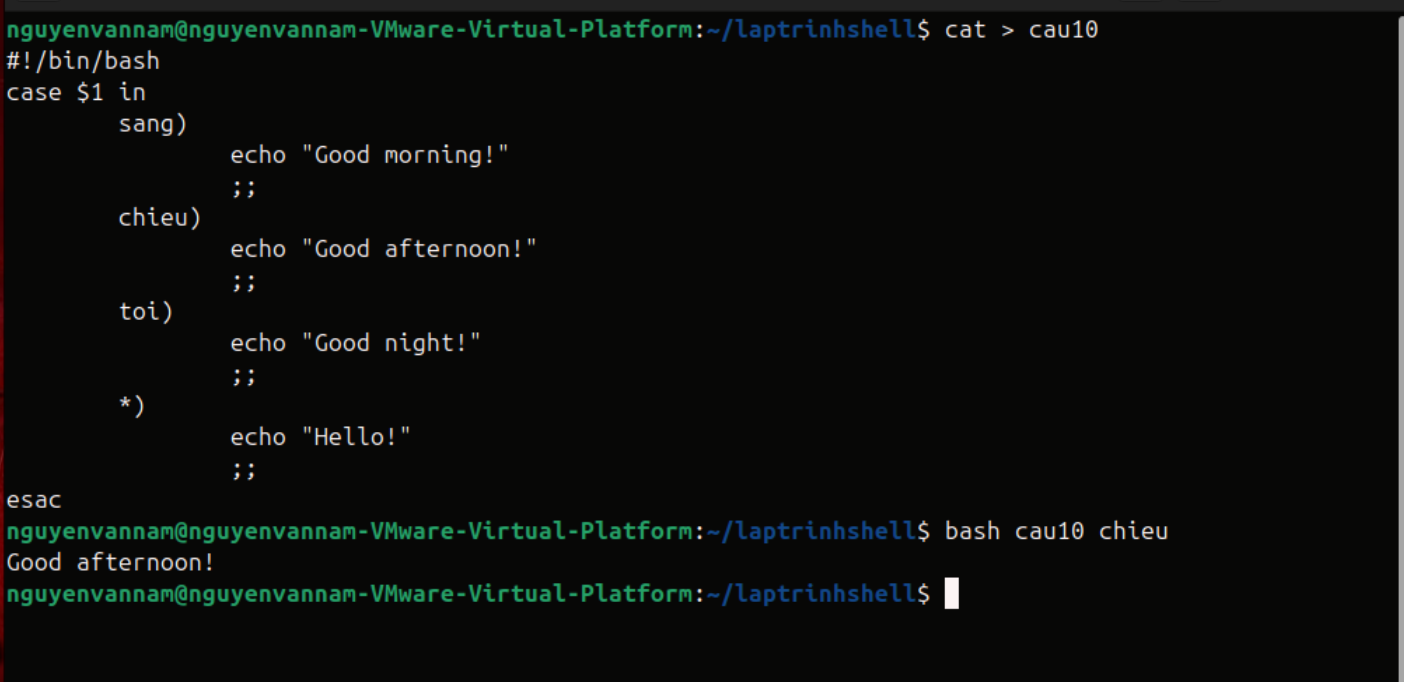 nguyenvannam@nguyenvannam-VMware-Virtual-Platform:~/laptrinhshell$ cat > cau10
#!/bin/bash
case $1 in
        sang)
                echo "Good morning!"
                ;;
        chieu)
                echo "Good afternoon!"
                ;;
        toi)
                echo "Good night!"
                ;;
        *)
                echo "Hello!"
                ;;
esac
nguyenvannam@nguyenvannam-VMware-Virtual-Platform:~/laptrinhshell$ bash cau10 chieu
Good afternoon!
nguyenvannam@nguyenvannam-VMware-Virtual-Platform:~/laptrinhshell$